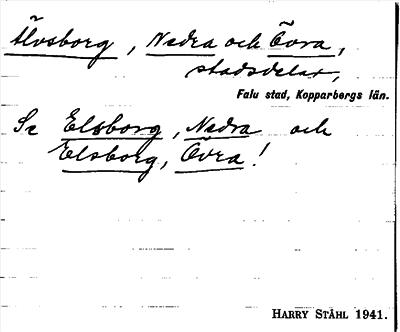 Älvsborg, Nedra och Övra,
stadsdelar,
Falu stad, Kopparbergs län.
Se Elsborg, Nedra och
Elsborg, Övra!
HARRY STÅHL 1941.